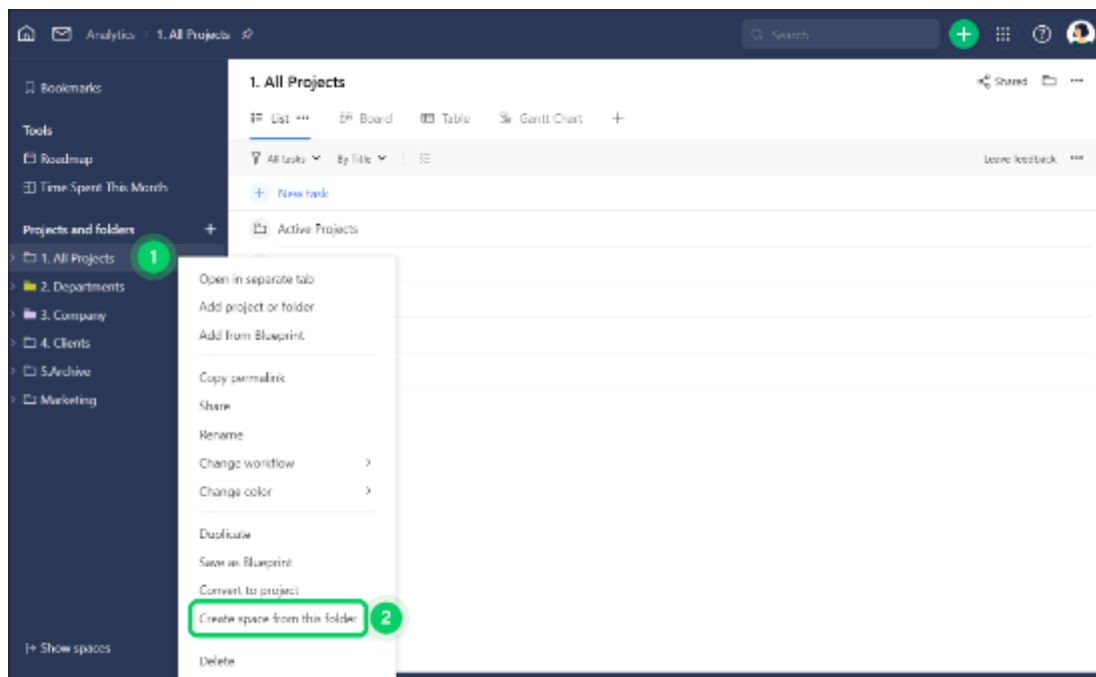 Analytics 1. All Projects
Search
Bookmarks
Tools
Roadmap
Time Spent This Month
Projects and folders +
1. All Projects 1
2. Departments
3. Company
4. Clients
5.Archive
Marketing
Show spaces
1. All Projects
Shared
List Board Table Gantt Chart +
All tasks By Title
Leave feedback
+ New task
Active Projects
Open in separate tab
Add project or folder
Add from Blueprint
Copy permalink
Share
Rename
Change workflow
Change color
Duplicate
Save as Blueprint
Convert to project
Create space from this folder 2
Delete